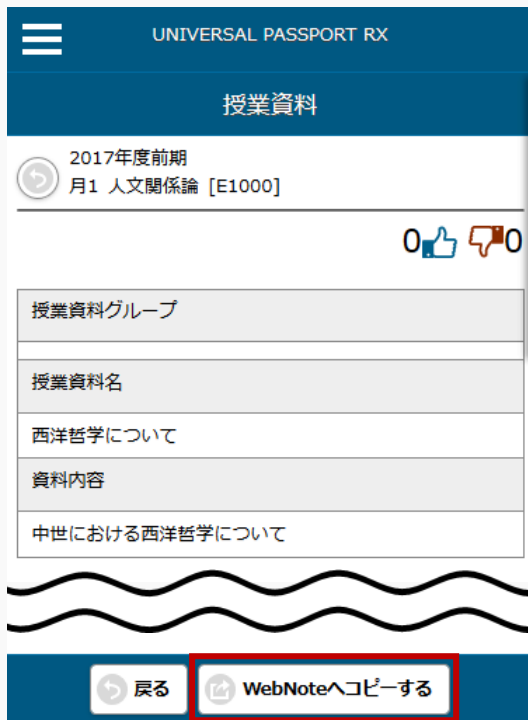 UNIVERSAL PASSPORT RX
授業資料
2017年度前期
月1 人文関係論 [E1000]
0 0
授業資料グループ
授業資料名
西洋哲学について
資料内容
中世における西洋哲学について
戻る WebNoteへコピーする